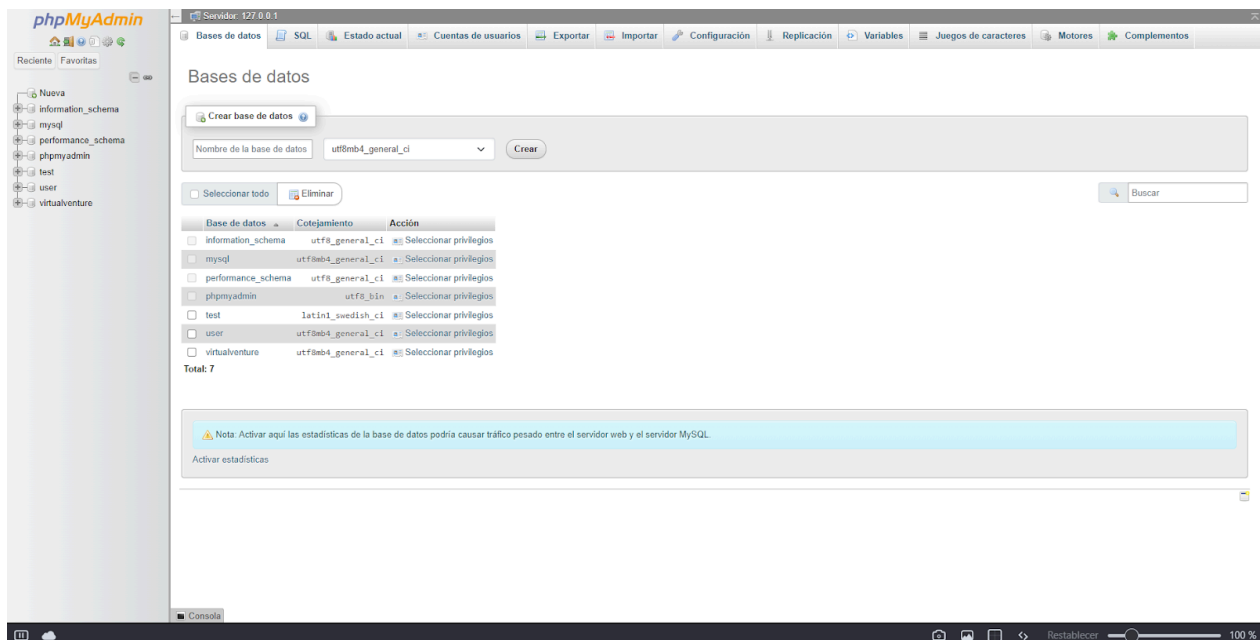 phpMyAdmin
Reciente Favoritas
Nueva
information_schema
mysql
performance_schema
phpmyadmin
test
user
virtualventure
Servidor: 127.0.0.1
Bases de datos SQL Estado actual Cuentas de usuarios Exportar Importar Configuración Replicación Variables Juegos de caracteres Motores Complementos
Bases de datos
Crear base de datos
Nombre de la base de datos utf8mb4_general_ci Crear
Seleccionar todo Eliminar Buscar
Base de datos Cotejamiento Acción
information_schema utf8_general_ci Seleccionar privilegios
mysql utf8mb4_general_ci Seleccionar privilegios
performance_schema utf8_general_ci Seleccionar privilegios
phpmyadmin utf8_bin Seleccionar privilegios
test latin1_swedish_ci Seleccionar privilegios
user utf8mb4_general_ci Seleccionar privilegios
virtualventure utf8mb4_general_ci Seleccionar privilegios
Total: 7
Nota: Activar aquí las estadísticas de la base de datos podría causar tráfico pesado entre el servidor web y el servidor MySQL.
Activar estadísticas
Consola
Restablecer 100 %